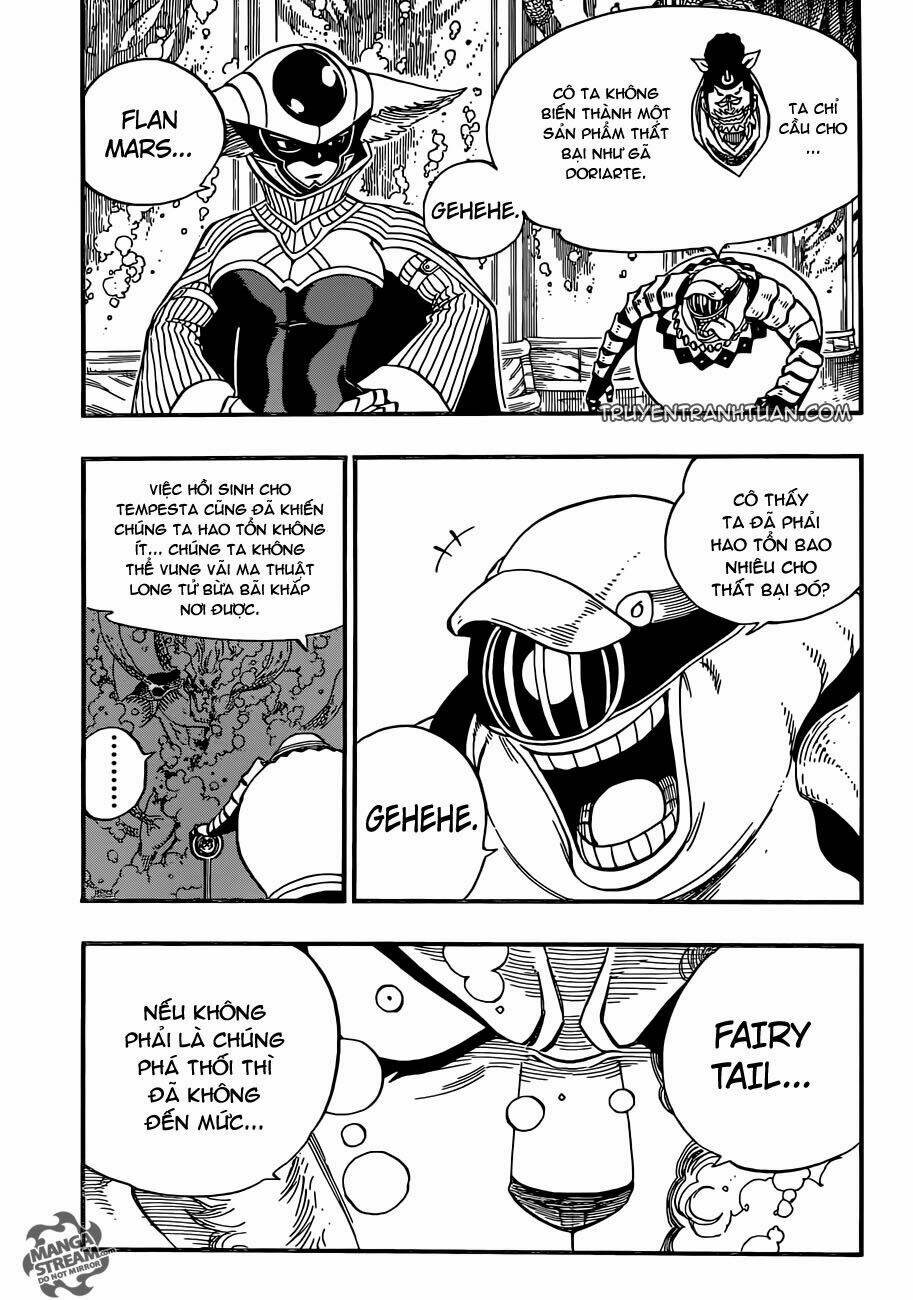 TA CHỈ
CẦU CHO
...
CÔ TA KHÔNG
BIẾN THÀNH MỘT
SẢN PHẨM THẤT
BẠI NHƯ GÃ
DORIARTE.
GEHEHE.
FLAN
MARS...
TRUYENTRANHTUAN.COM
CÔ THẤY
TA ĐÃ PHẢI
HAO TỔN BAO
NHIÊU CHO
THẤT BẠI ĐÓ?
GEHEHE.
VIỆC HỒI SINH CHO
TEMPESTA CŨNG ĐÃ KHIẾN
CHÚNG TA HAO TỔN KHÔNG
ÍT... CHÚNG TA KHÔNG
THỂ VUNG VÃI MA THUẬT
LONG TỬ BỪA BÃI KHẮP
NƠI ĐƯỢC.
........
FAIRY
TAIL...
NẾU KHÔNG
PHẢI LÀ CHÚNG
PHÁ THỐI THÌ
ĐÃ KHÔNG
ĐẾN MỨC...
MANGA
STREAM.com
DO NOT MIRROR